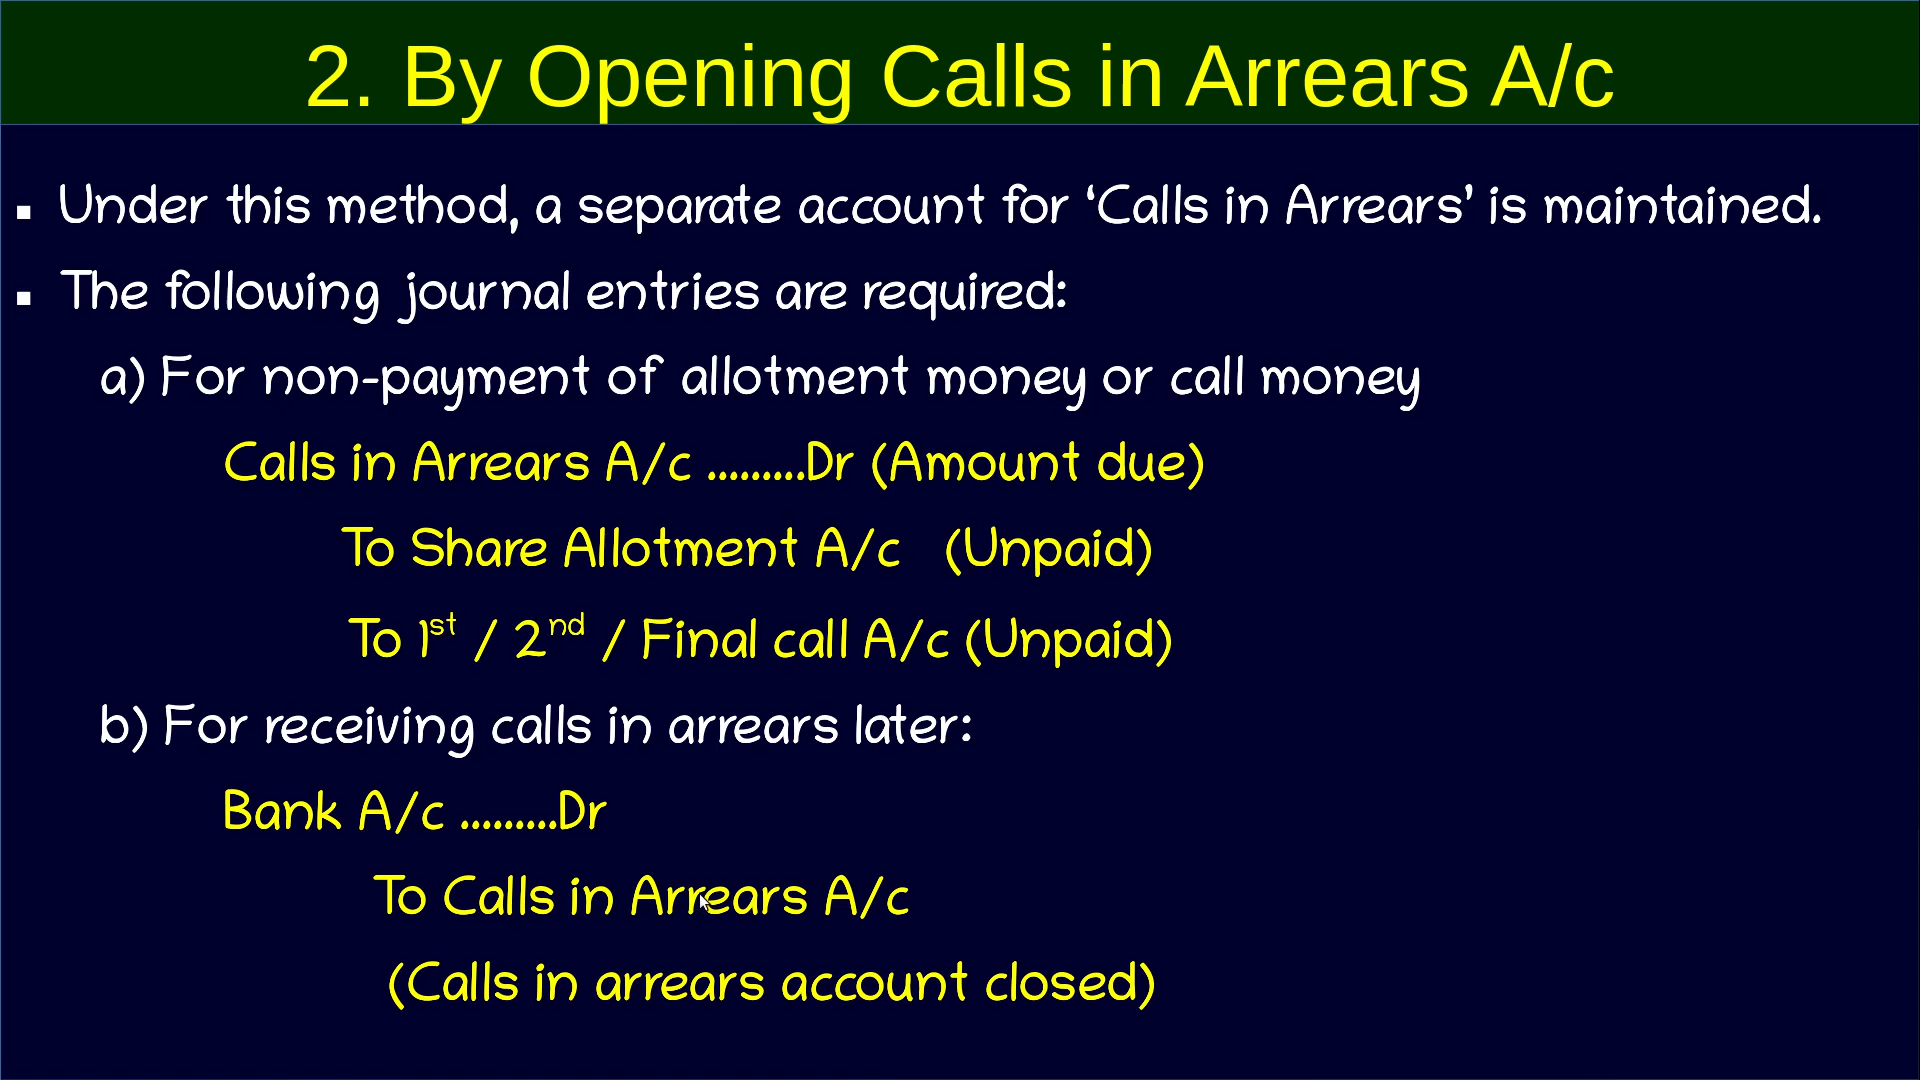 2. By Opening Calls in Arrears A/c
▪ Under this method, a separate account for ‘Calls in Arrears’ is maintained.
▪ The following journal entries are required:
a) For non-payment of allotment money or call money
Calls in Arrears A/c .........Dr (Amount due)
To Share Allotment A/c (Unpaid)
To 1st / 2nd / Final call A/c (Unpaid)
b) For receiving calls in arrears later:
Bank A/c .........Dr
To Calls in Arrears A/c
(Calls in arrears account closed)